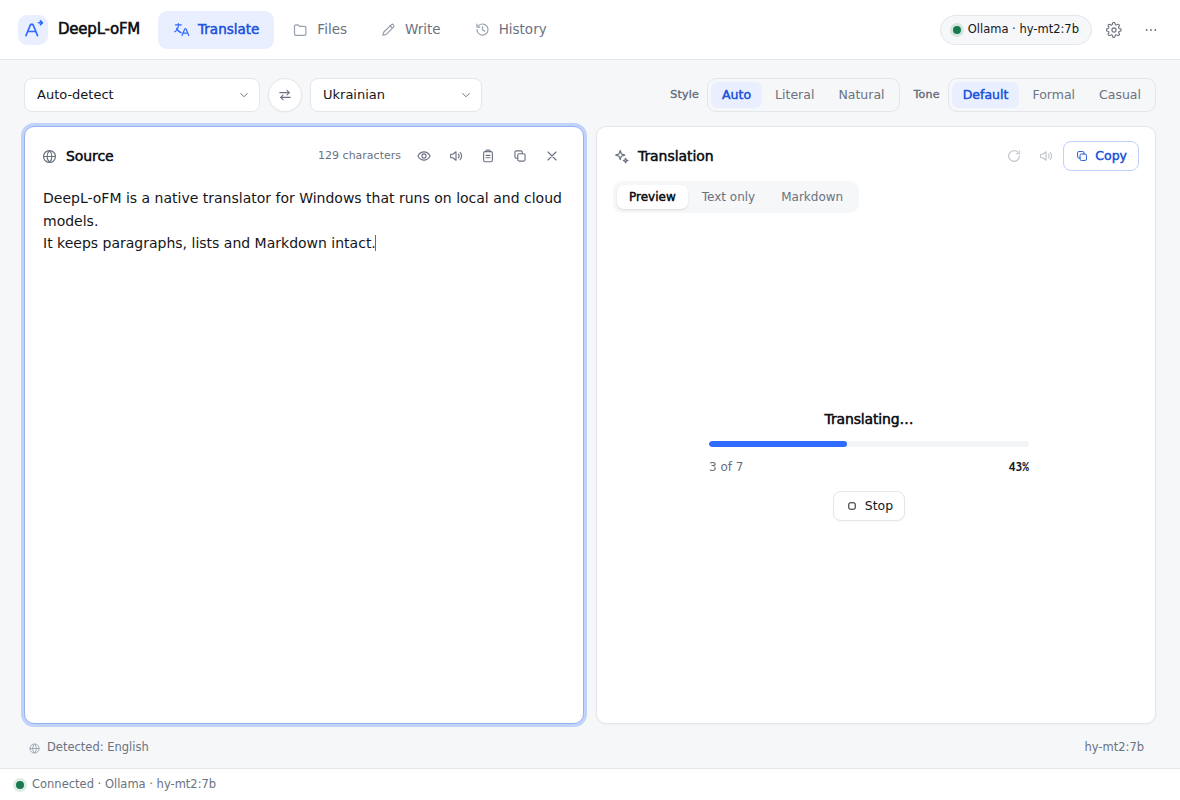 DeepL-oFM
Translate
Files
Write
History
Ollama · hy-mt2:7b
Auto-detect
Ukrainian
Style
Auto
Literal
Natural
Tone
Default
Formal
Casual
Source
129 characters
DeepL-oFM is a native translator for Windows that runs on local and cloud
models.
It keeps paragraphs, lists and Markdown intact.
Translation
Copy
Preview
Text only
Markdown
Translating...
3 of 7
43%
Stop
Detected: English
hy-mt2:7b
Connected · Ollama · hy-mt2:7b